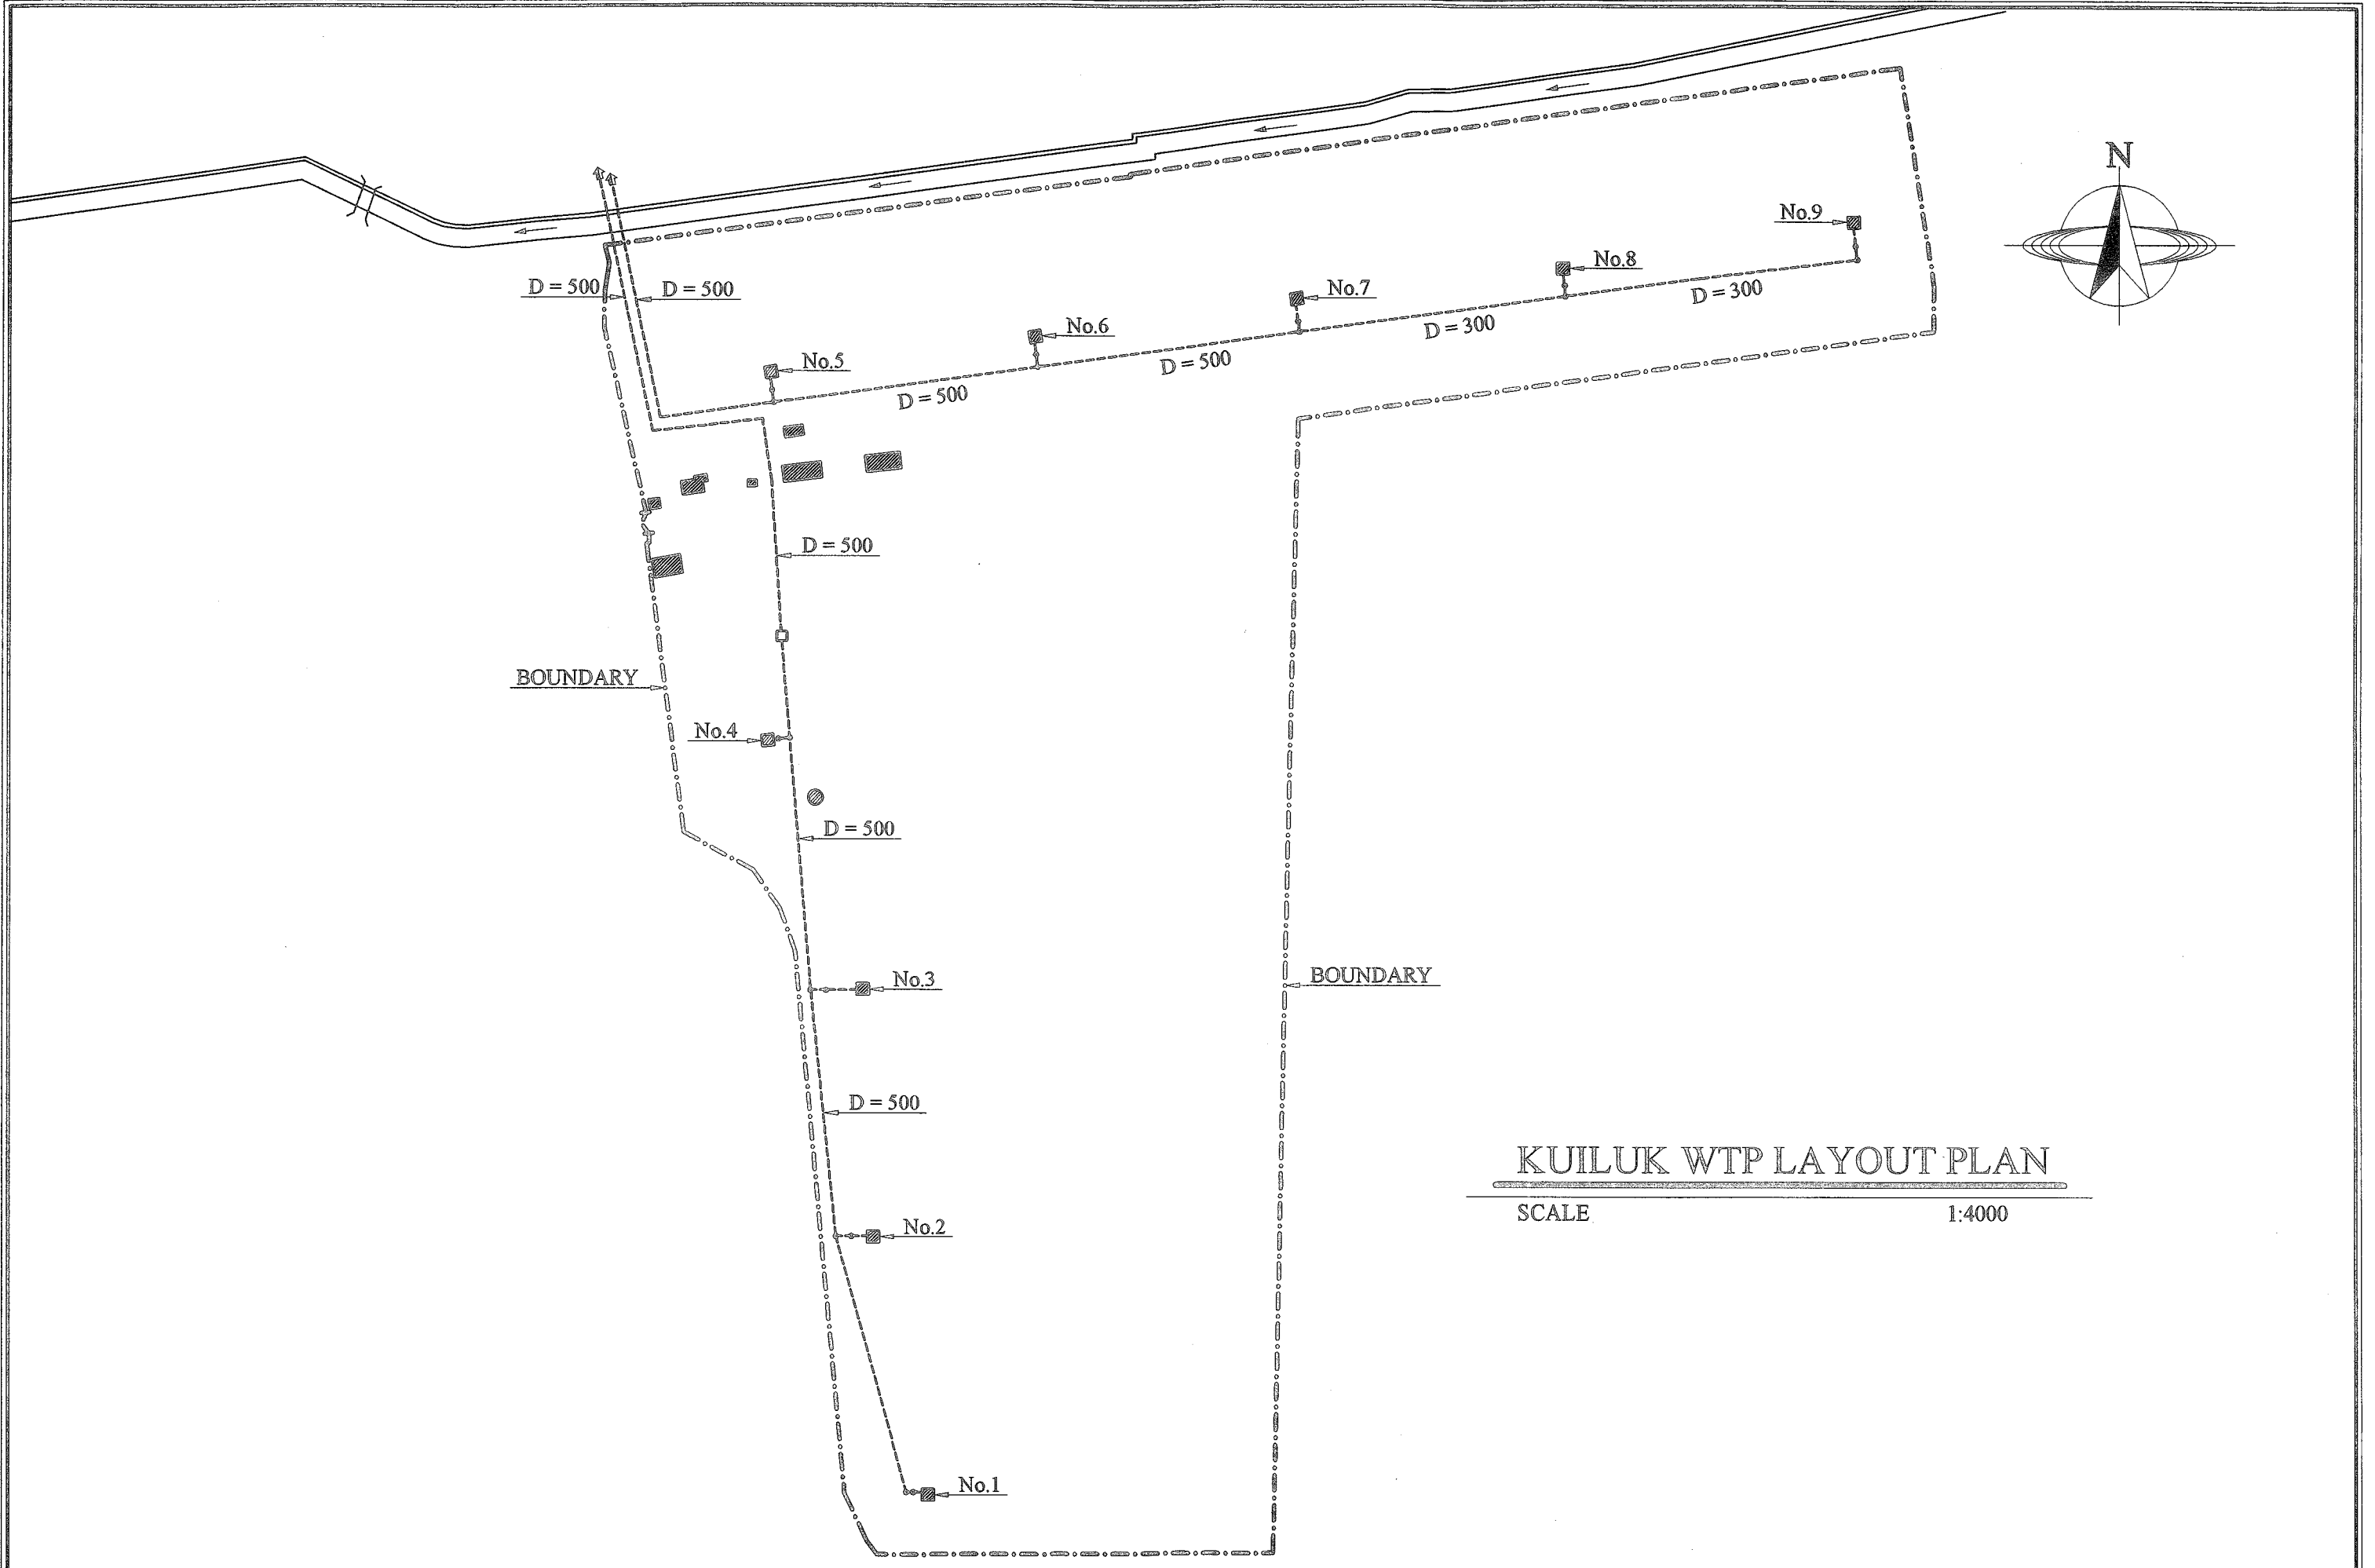 N
No.9
No.8
D = 500
D = 500
No.7
D = 300
No.6
D = 300
No.5
D = 500
D = 500
D = 500
BOUNDARY
No.4
D = 500
No.3
BOUNDARY
D = 500
KUILUK WTP LAYOUT PLAN
SCALE 1:4000
No.2
No.1